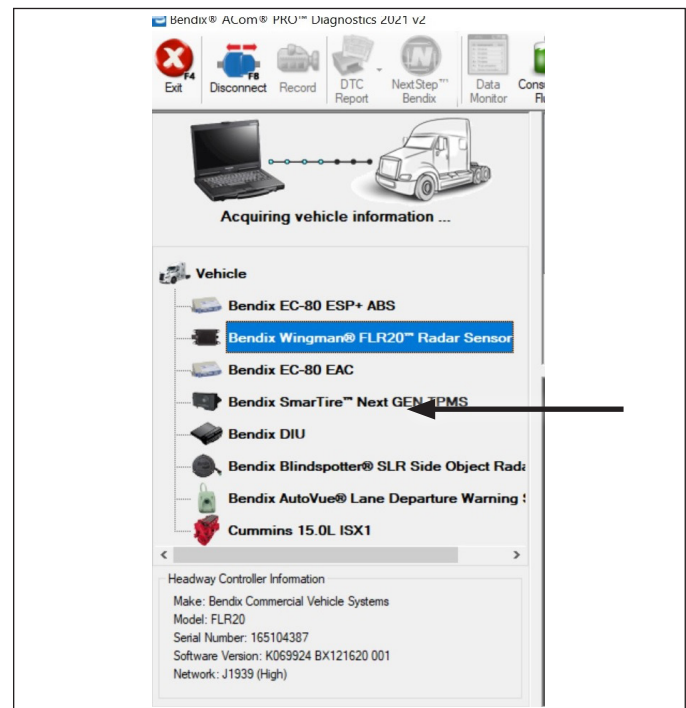 Bendix® ACom® PRO™ Diagnostics 2021 v2
F4
Exit
F8
Disconnect
Record
DTC
Report
NextStep™
Bendix
Data
Monitor
Acquiring vehicle information ...
Vehicle
Bendix EC-80 ESP+ ABS
Bendix Wingman® FLR20™ Radar Sensor
Bendix EC-80 EAC
Bendix SmarTire™ Next GEN TPMS
Bendix DIU
Bendix Blindspotter® SLR Side Object Rada
Bendix AutoVue® Lane Departure Warning S
Cummins 15.0L ISX1
Headway Controller Information
Make: Bendix Commercial Vehicle Systems
Model: FLR20
Serial Number: 165104387
Software Version: K069924 BX121620 001
Network: J1939 (High)